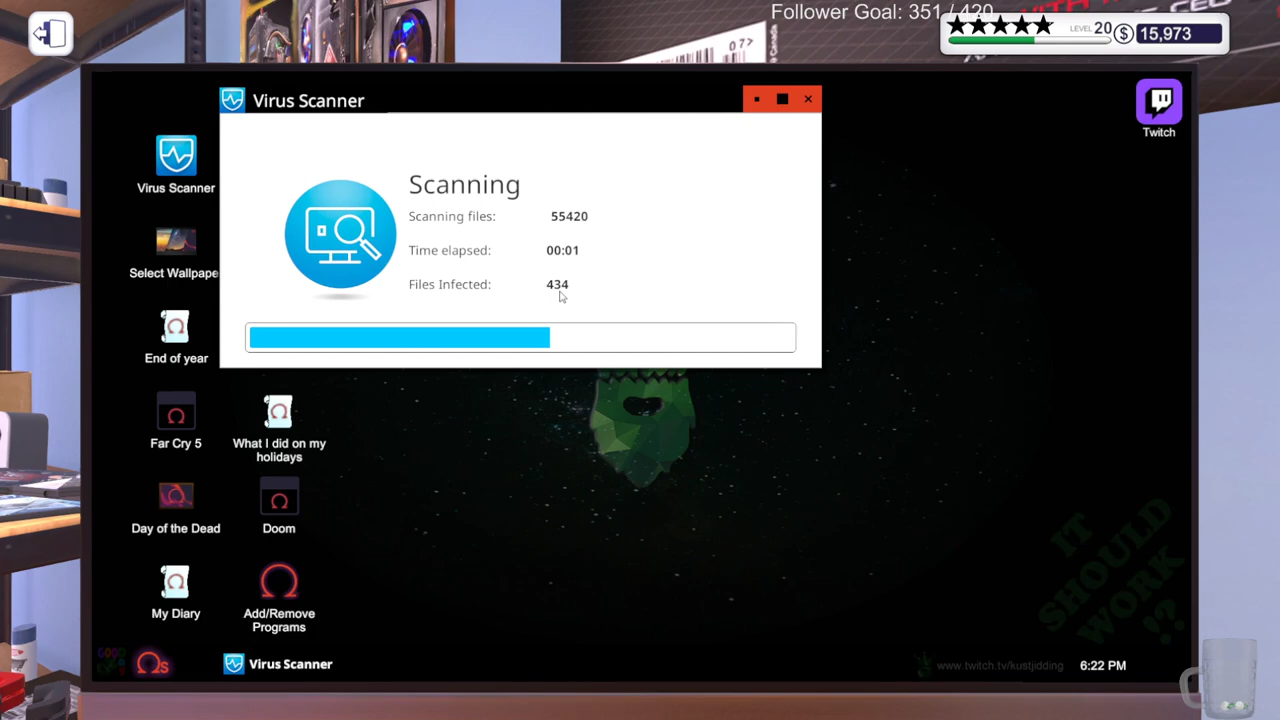 Follower Goal: 351 / 420
LEVEL 20
$ 15,973
Virus Scanner
Twitch
Virus Scanner
Scanning
Scanning files: 55420
Time elapsed: 00:01
Files Infected: 434
Select Wallpape
End of year
Far Cry 5
What I did on my
holidays
Day of the Dead
Doom
My Diary
Add/Remove
Programs
IT
SHOULD
WORK
!?
Ωs
Virus Scanner
www.twitch.tv/kustjidding
6:22 PM